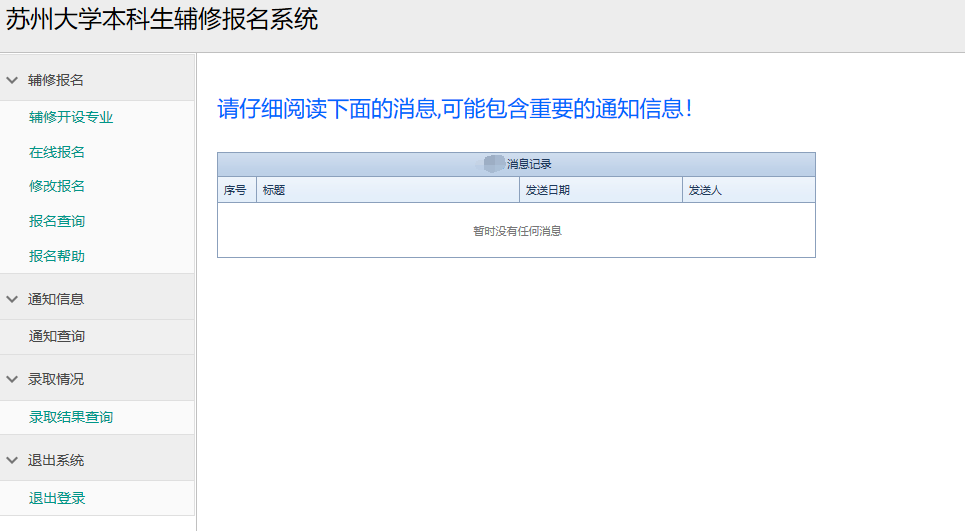 苏州大学本科生辅修报名系统
辅修报名
辅修开设专业
在线报名
修改报名
报名查询
报名帮助
通知信息
通知查询
录取情况
录取结果查询
退出系统
退出登录
请仔细阅读下面的消息,可能包含重要的通知信息！
消息记录
序号 标题 发送日期 发送人
暂时没有任何消息